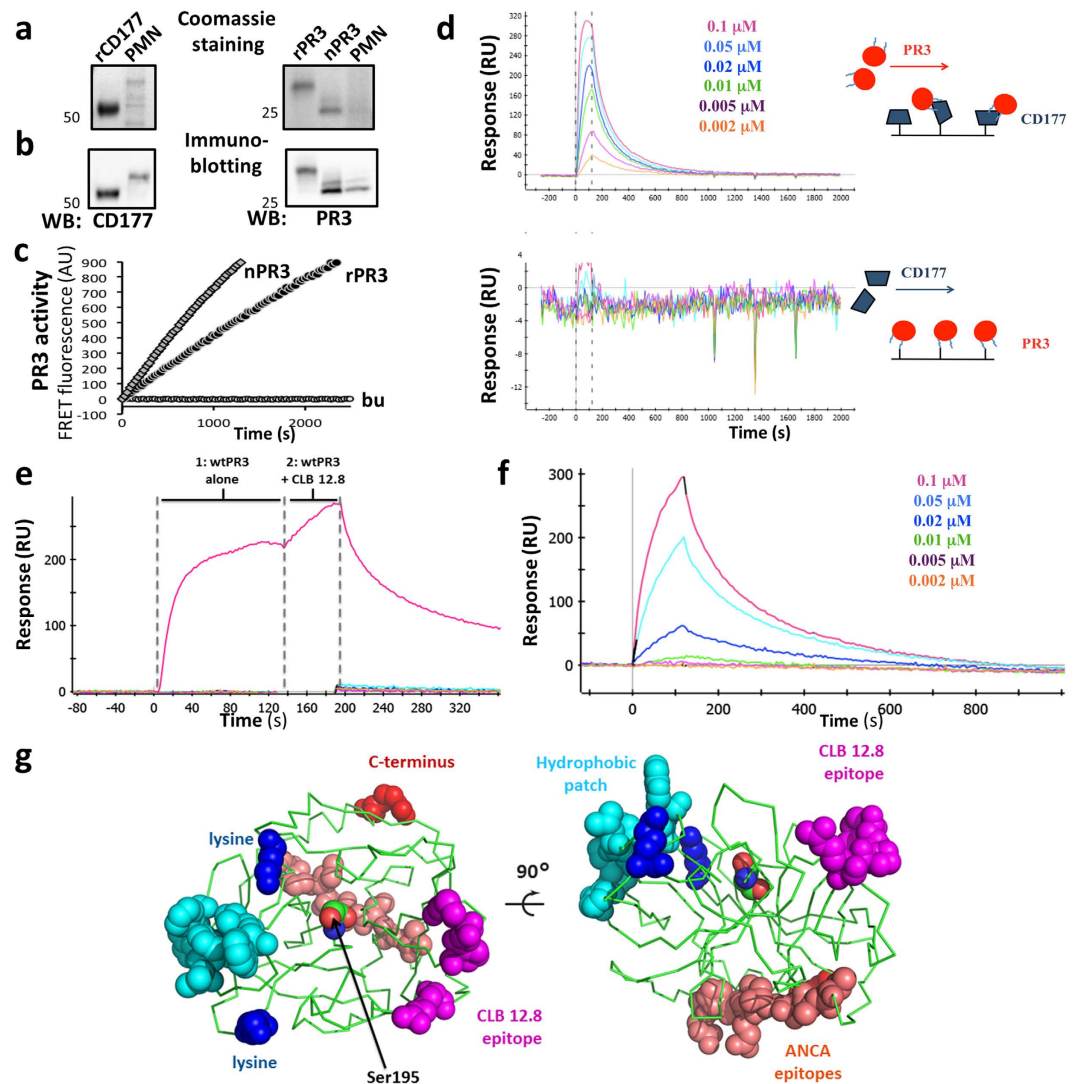 a
rCD177
PMN
Coomassie
staining
rPR3
nPR3
PMN
50
25
b
Immuno-
blotting
50
25
WB: CD177
WB: PR3
c
PR3 activity
FRET fluorescence (AU)
900
800
700
600
500
400
300
200
100
0
-100
nPR3
rPR3
bu
0
1000
2000
Time (s)
d
Response (RU)
320
280
240
200
160
120
80
40
0
-200 0 200 400 600 800 1000 1200 1400 1600 1800 2000
0.1 µM
0.05 µM
0.02 µM
0.01 µM
0.005 µM
0.002 µM
PR3
CD177
Response (RU)
4
0
-4
-8
-12
-200 0 200 400 600 800 1000 1200 1400 1600 1800 2000
Time (s)
CD177
PR3
e
1: wtPR3
alone
2: wtPR3
+ CLB 12.8
Response (RU)
200
100
0
-80 -40 0 40 80 120 160 200 240 280 320
Time (s)
f
Response (RU)
300
200
100
0
0 200 400 600 800
Time (s)
0.1 µM
0.05 µM
0.02 µM
0.01 µM
0.005 µM
0.002 µM
g
C-terminus
lysine
lysine
CLB 12.8
epitope
Ser195
90°
Hydrophobic
patch
CLB 12.8
epitope
ANCA
epitopes